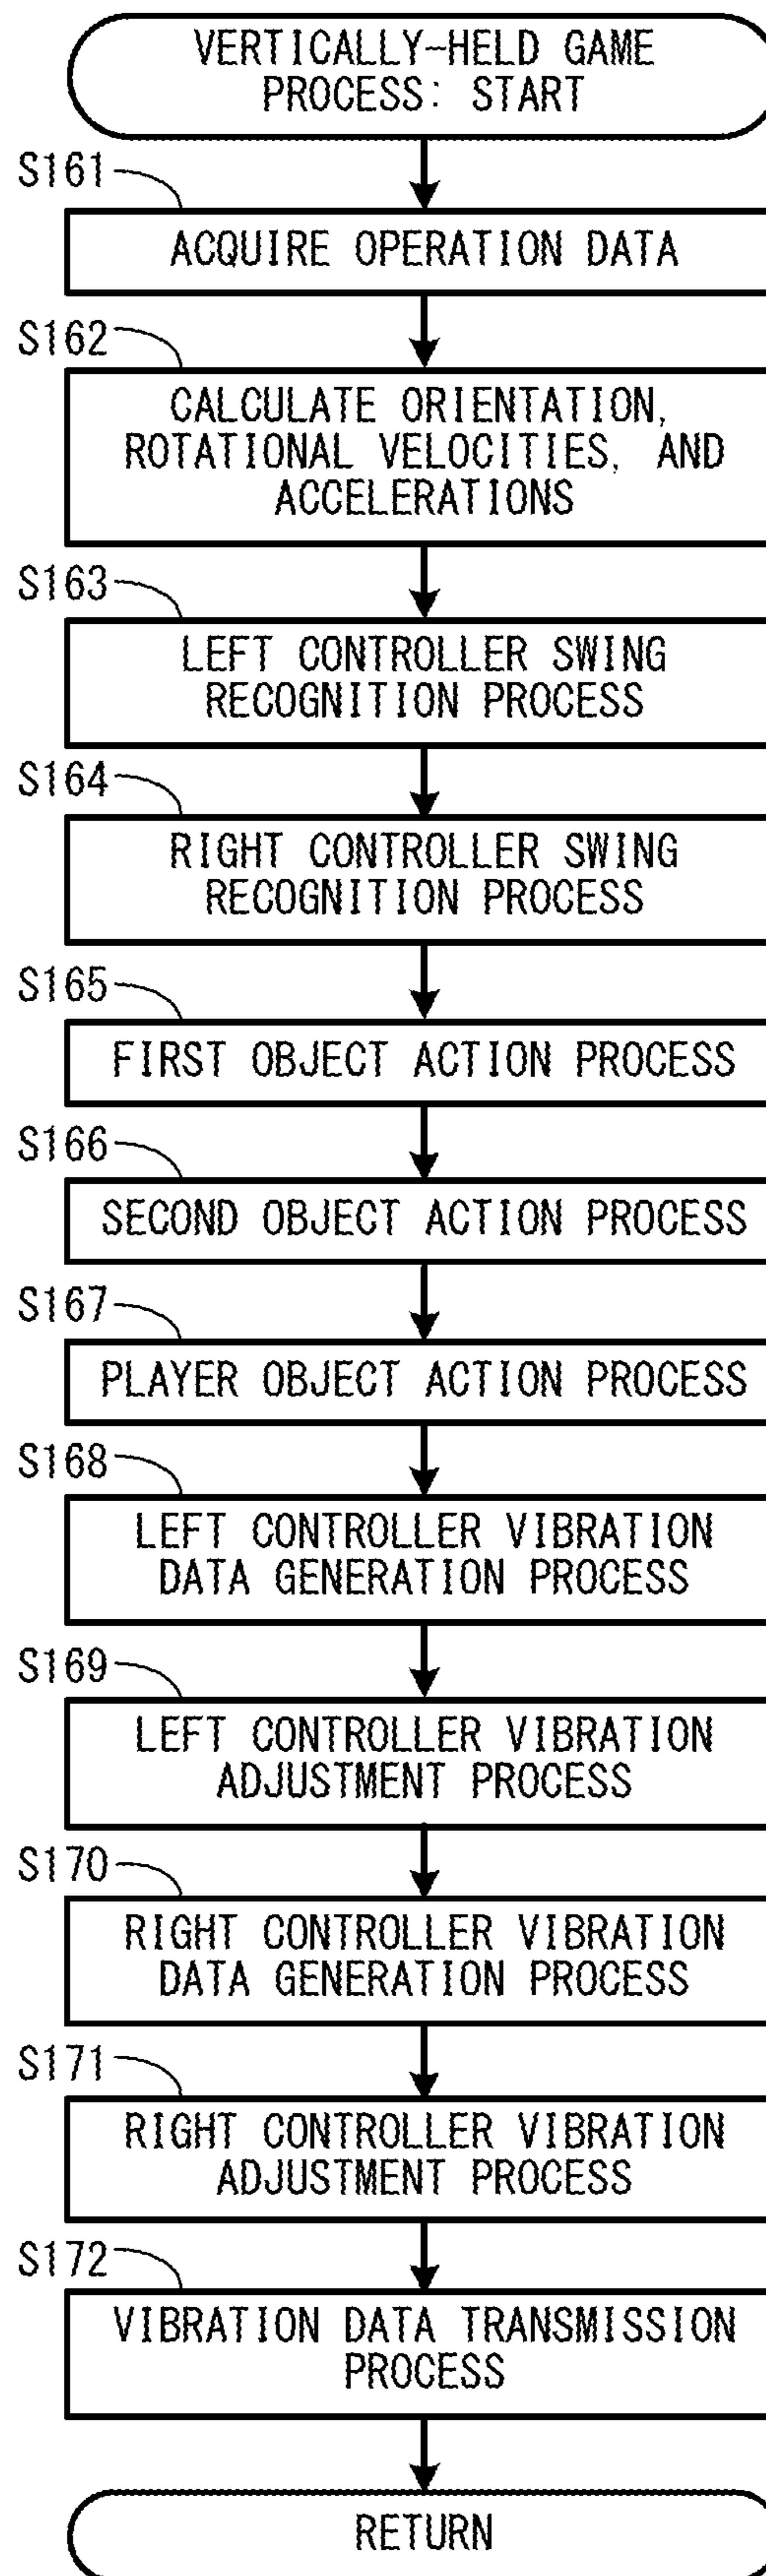 VERTICALLY-HELD GAME
PROCESS: START
S161
ACQUIRE OPERATION DATA
S162
CALCULATE ORIENTATION,
ROTATIONAL VELOCITIES, AND
ACCELERATIONS
S163
LEFT CONTROLLER SWING
RECOGNITION PROCESS
S164
RIGHT CONTROLLER SWING
RECOGNITION PROCESS
S165
FIRST OBJECT ACTION PROCESS
S166
SECOND OBJECT ACTION PROCESS
S167
PLAYER OBJECT ACTION PROCESS
S168
LEFT CONTROLLER VIBRATION
DATA GENERATION PROCESS
S169
LEFT CONTROLLER VIBRATION
ADJUSTMENT PROCESS
S170
RIGHT CONTROLLER VIBRATION
DATA GENERATION PROCESS
S171
RIGHT CONTROLLER VIBRATION
ADJUSTMENT PROCESS
S172
VIBRATION DATA TRANSMISSION
PROCESS
RETURN